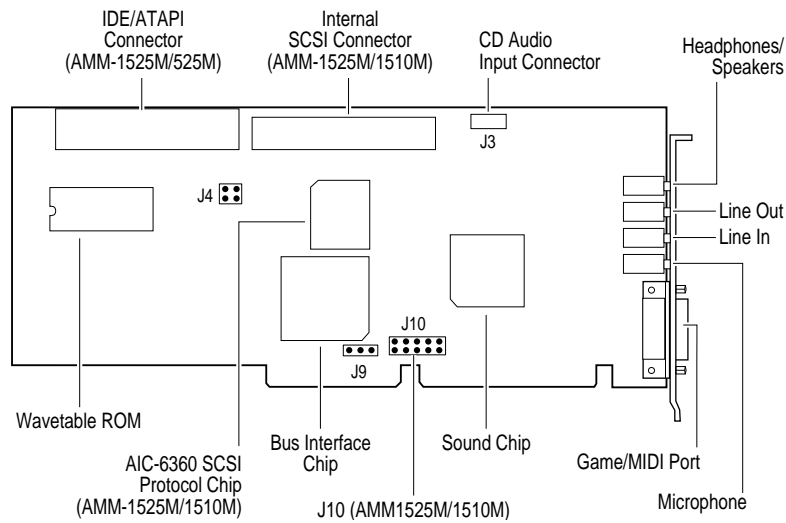 IDE/ATAPI
Connector
(AMM-1525M/525M)
Internal
SCSI Connector
(AMM-1525M/1510M)
CD Audio
Input Connector
Headphones/
Speakers
J3
J4
Line Out
Line In
J10
J9
Wavetable ROM
AIC-6360 SCSI
Protocol Chip
(AMM-1525M/1510M)
Bus Interface
Chip
J10 (AMM1525M/1510M)
Sound Chip
Game/MIDI Port
Microphone